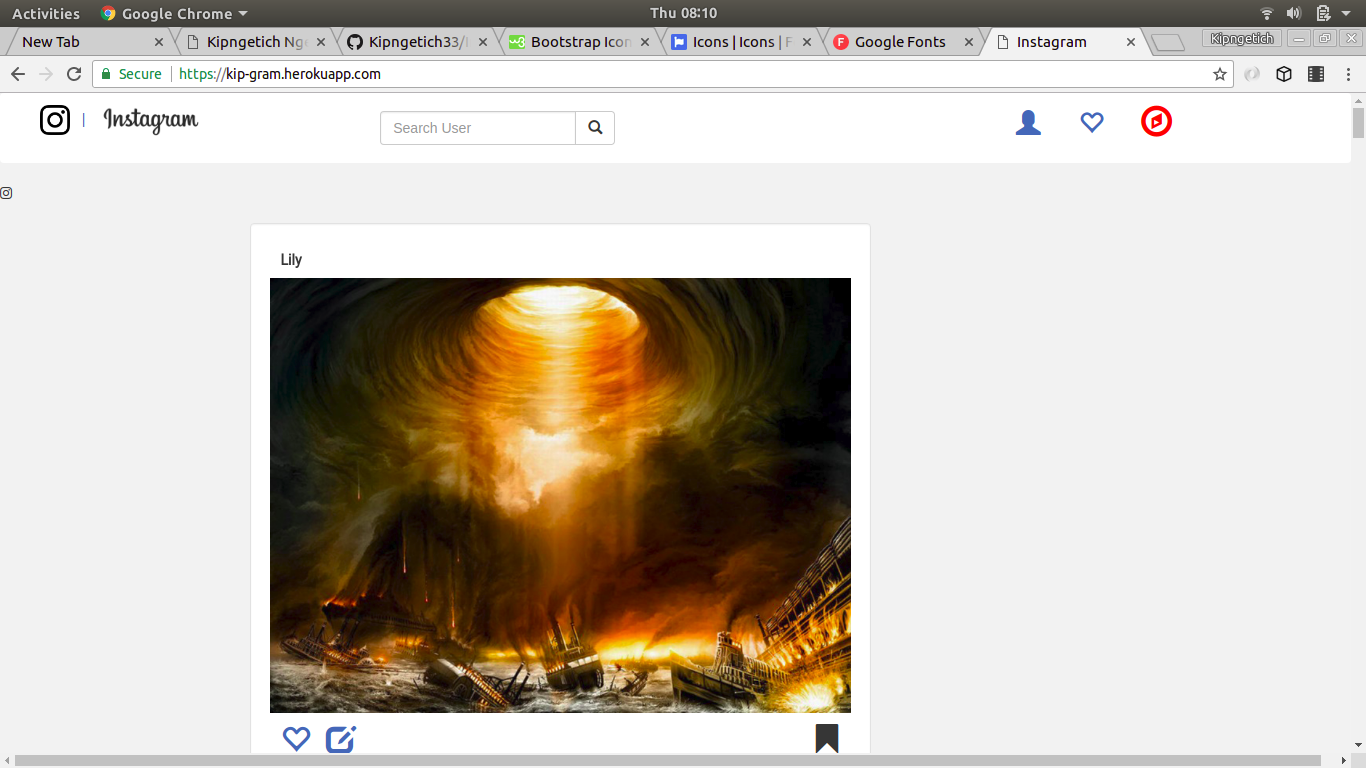 Activities Google Chrome Thu 08:10
New Tab Kipngetich Nge Kipngetich33/ Bootstrap Icon Icons | Icons | F Google Fonts Instagram Kipngetich
Secure https://kip-gram.herokuapp.com
| Instagram Search User
Lily